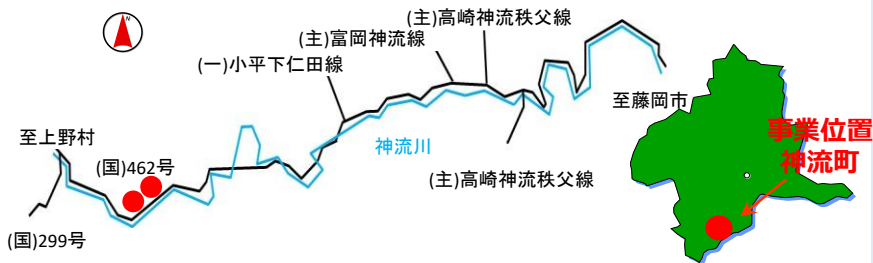 (主)高崎神流秩父線
(主)富岡神流線
(一)小平下仁田線
至藤岡市
事業位置
神流町
至上野村
神流川
(国)462号
(主)高崎神流秩父線
(国)299号